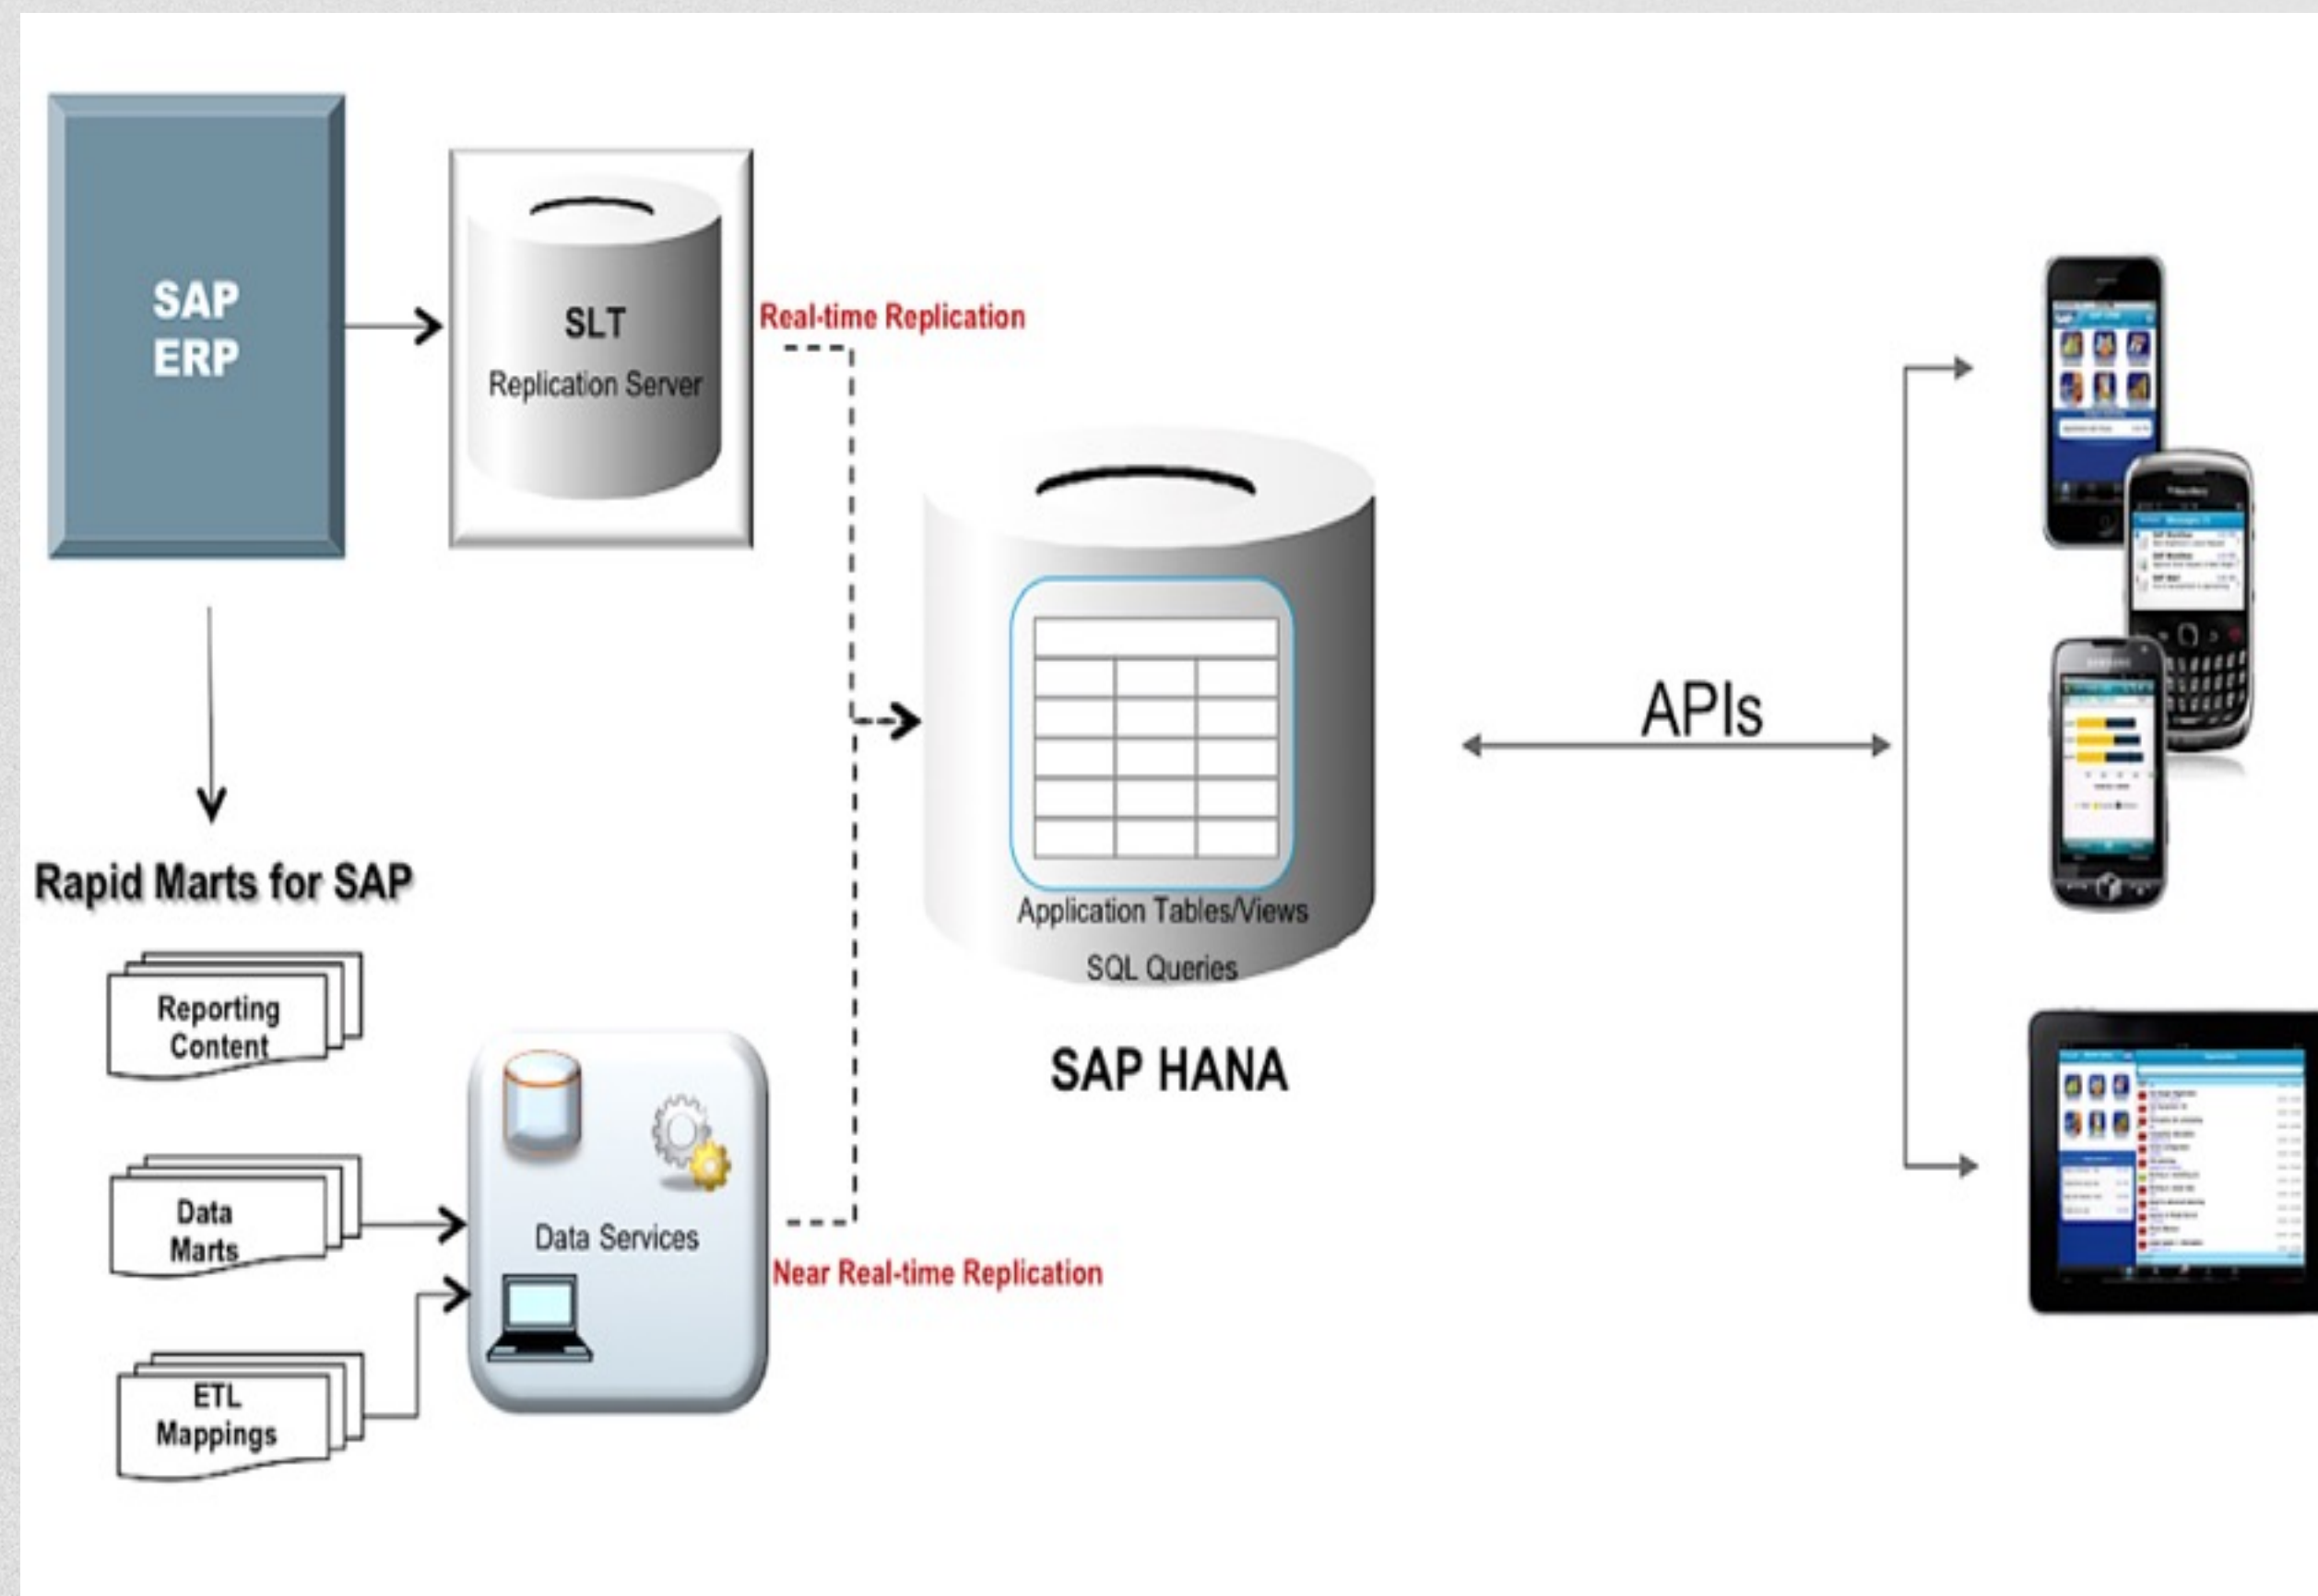 SAP
ERP
SLT
Replication Server
Real-time Replication
Rapid Marts for SAP
Reporting
Content
Data
Marts
ETL
Mappings
Data Services
Near Real-time Replication
Application Tables/Views
SQL Queries
SAP HANA
APIs
SAMSUNG